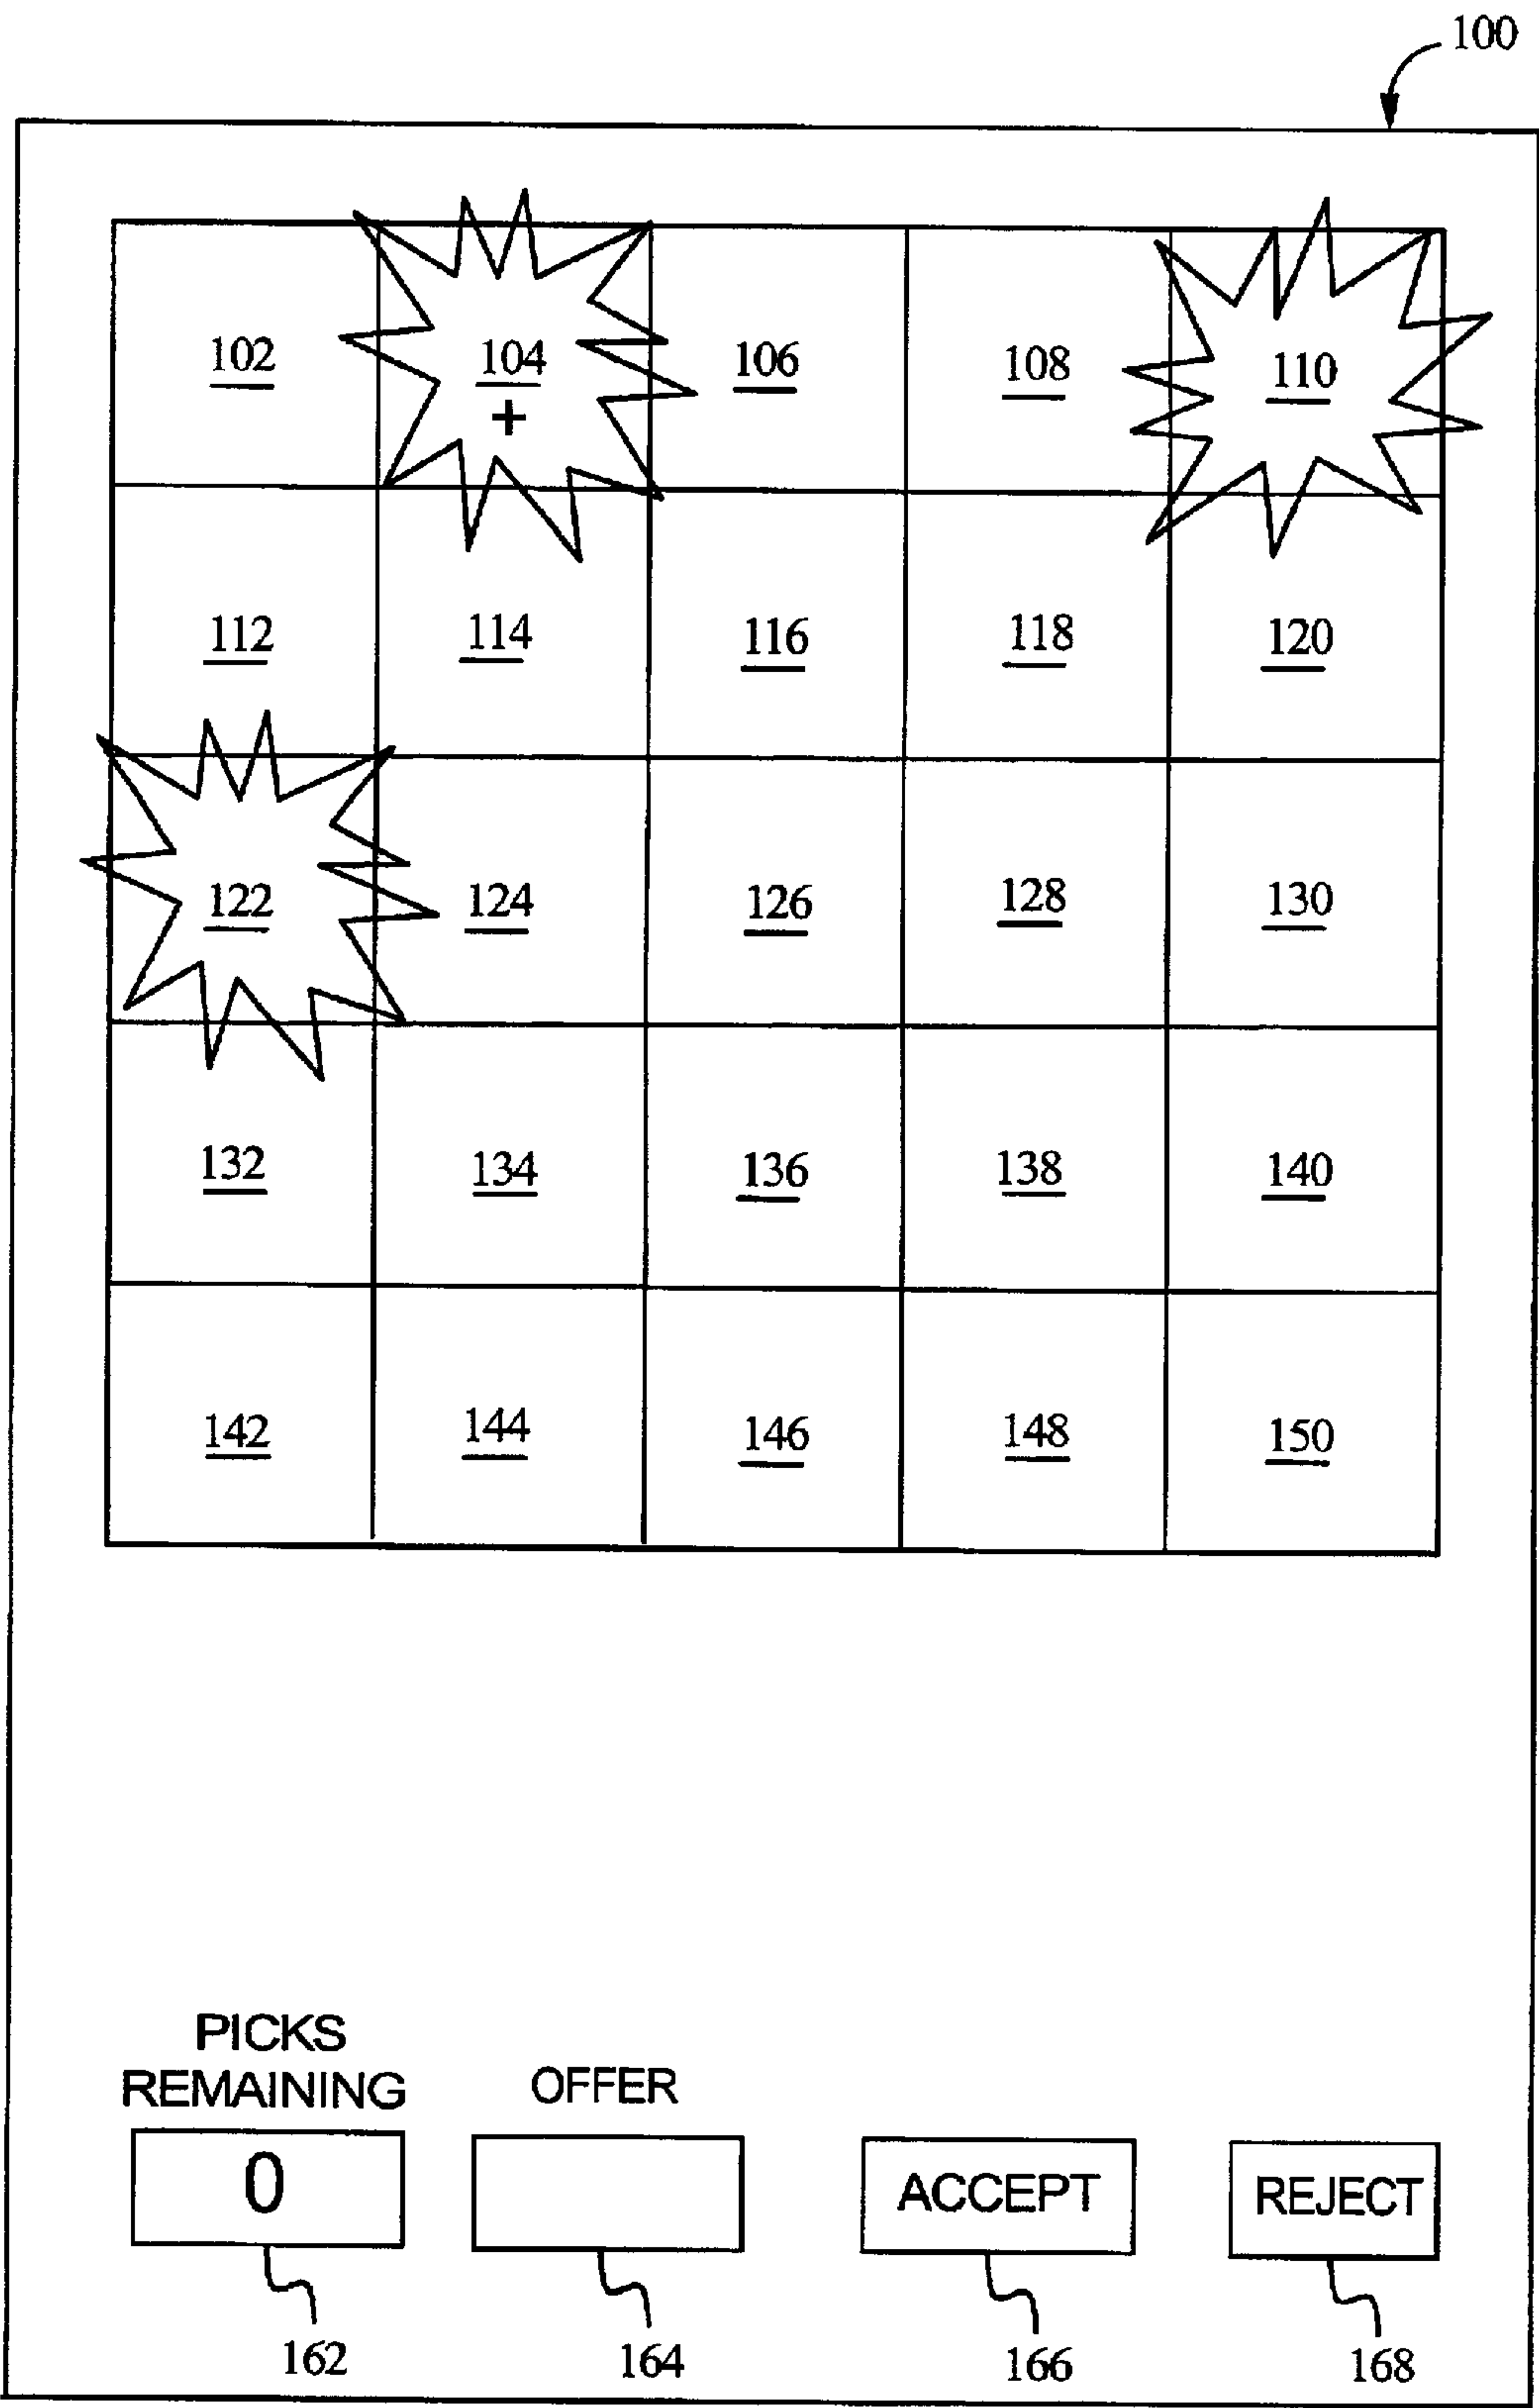 100
102 104 106 108 110
+
112 114 116 118 120
122 124 126 128 130
132 134 136 138 140
142 144 146 148 150
PICKS
REMAINING OFFER
0 ACCEPT REJECT
162 164 166 168